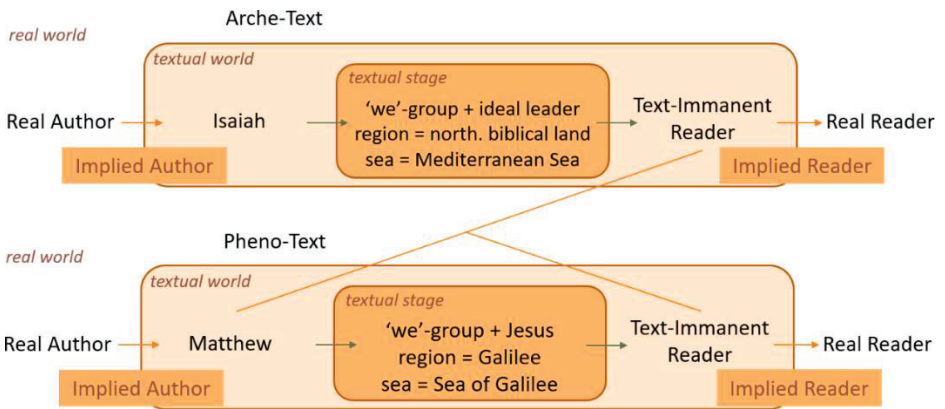 Arche-Text
real world
textual world
textual stage
Real Author
Isaiah
'we'-group + ideal leader
region = north. biblical land
sea = Mediterranean Sea
Text-Immanent
Reader
Real Reader
Implied Author
Implied Reader
Pheno-Text
real world
textual world
textual stage
Real Author
Matthew
'we'-group + Jesus
region = Galilee
sea = Sea of Galilee
Text-Immanent
Reader
Real Reader
Implied Author
Implied Reader